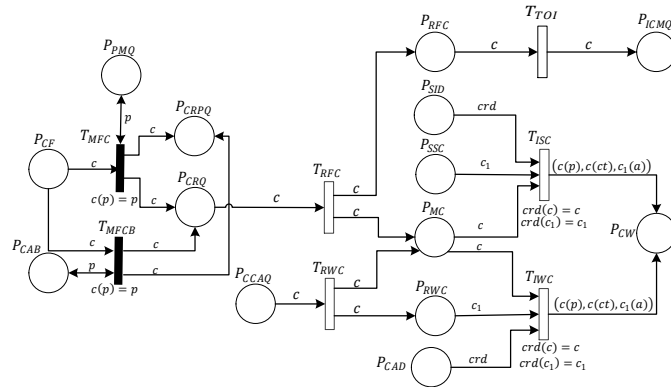 P_RFC
T_TOI
P_ICMQ
c
c
P_PMQ
P_SID
p
P_CRPQ
crd
P_CF
T_MFC
c
T_ISC
c
P_SSC
c_1
(c(p), c(ct), c_1(a))
c(p) = p
c
P_CRQ
T_RFC
c
c
P_MC
c
crd(c) = c
crd(c_1) = c_1
P_CW
c
T_MFCB
c
c
P_CAB
p
c
c
T_RWC
c
T_IWC
c(p) = p
P_CCAQ
c
c
P_RWC
c_1
(c(p), c(ct), c_1(a))
P_CAD
crd
crd(c) = c
crd(c_1) = c_1